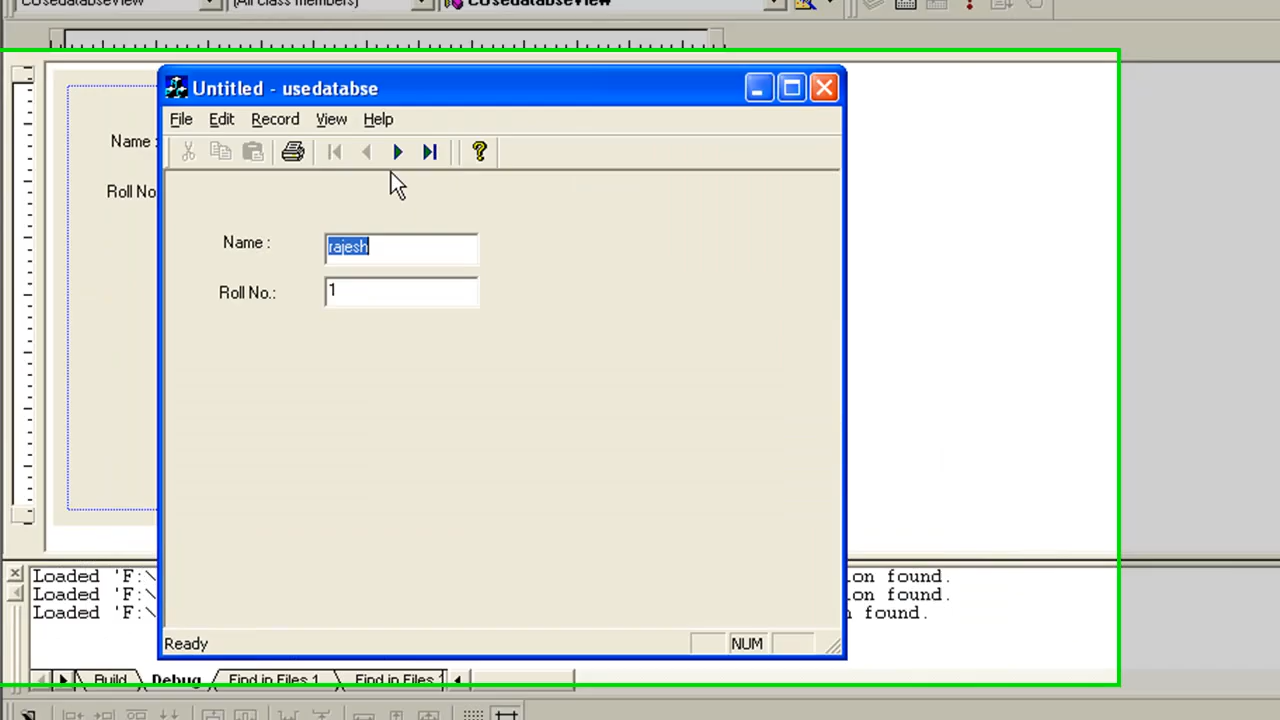 CUsedatabseView (All class members) CUsedatabseView
Untitled - usedatabse
File Edit Record View Help
Name :
Roll No
Name : rajesh
Roll No.: 1
Loaded 'F:\ ion found.
Loaded 'F:\ ion found.
Loaded 'F:\ n found.
Ready NUM
Build Debug Find in Files 1 Find in Files